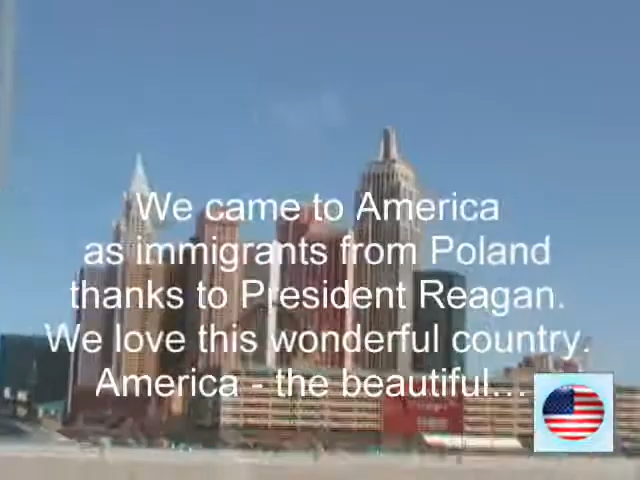 We came to America
as immigrants from Poland
thanks to President Reagan.
We love this wonderful country.
America - the beautiful...